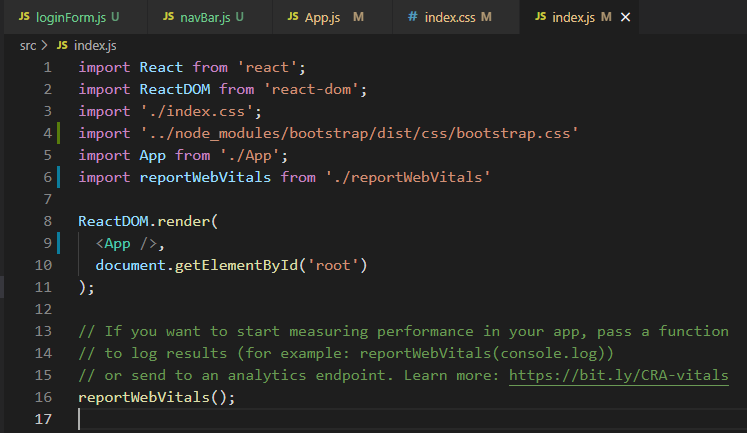 JS loginForm.js U JS navBar.js U JS App.js M # index.css M JS index.js M ×
src > JS index.js
1 import React from 'react';
2 import ReactDOM from 'react-dom';
3 import './index.css';
4 import '../node_modules/bootstrap/dist/css/bootstrap.css'
5 import App from './App';
6 import reportWebVitals from './reportWebVitals'
7
8 ReactDOM.render(
9   <App />,
10   document.getElementById('root')
11 );
12
13 // If you want to start measuring performance in your app, pass a function
14 // to log results (for example: reportWebVitals(console.log))
15 // or send to an analytics endpoint. Learn more: https://bit.ly/CRA-vitals
16 reportWebVitals();
17